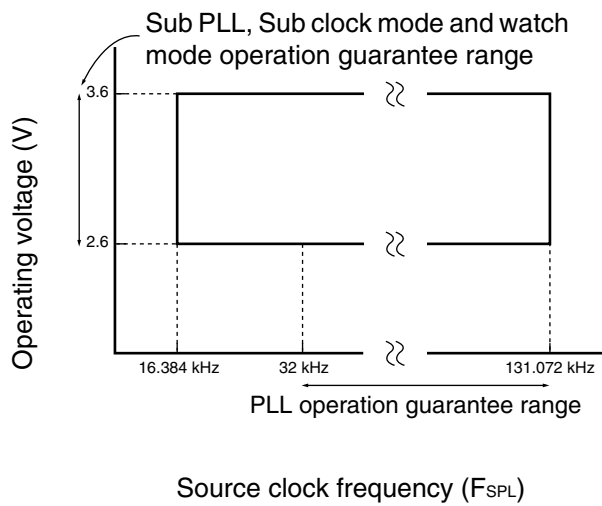 Sub PLL, Sub clock mode and watch
mode operation guarantee range
3.6
Operating voltage (V)
2.6
16.384 kHz
32 kHz
131.072 kHz
PLL operation guarantee range
Source clock frequency (FSPL)